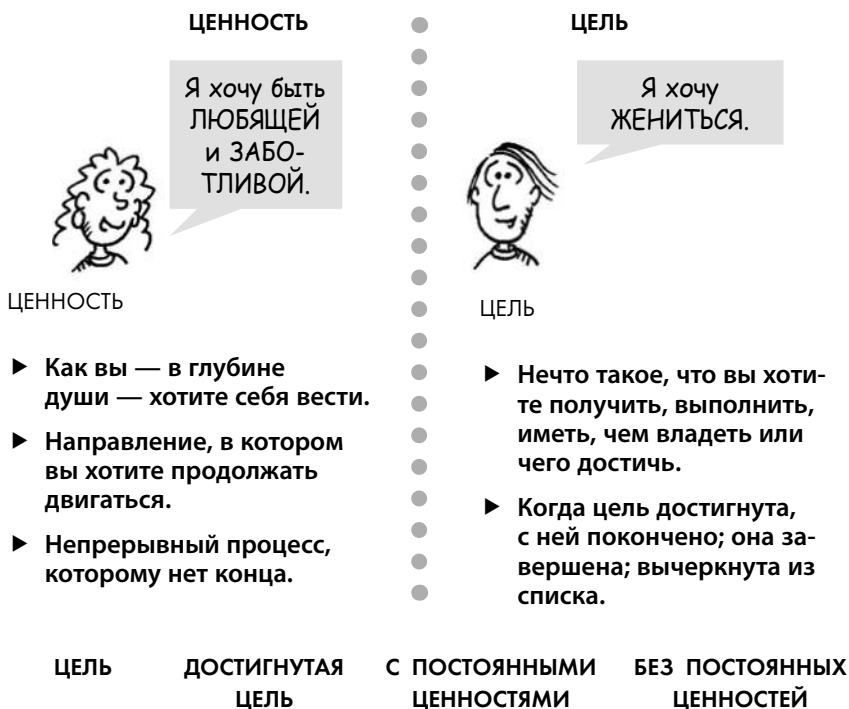 ЦЕННОСТЬ
Я хочу быть
ЛЮБЯЩЕЙ
и ЗАБО-
ТЛИВОЙ.
ЦЕННОСТЬ
▶ Как вы — в глубине
души — хотите себя вести.
▶ Направление, в котором
вы хотите продолжать
двигаться.
▶ Непрерывный процесс,
которому нет конца.
ЦЕЛЬ
Я хочу
ЖЕНИТЬСЯ.
ЦЕЛЬ
▶ Нечто такое, что вы хоти-
те получить, выполнить,
иметь, чем владеть или
чего достичь.
▶ Когда цель достигнута,
с ней покончено; она за-
вершена; вычеркнута из
списка.
ЦЕЛЬ ДОСТИГНУТАЯ С ПОСТОЯННЫМИ БЕЗ ПОСТОЯННЫХ
ЦЕЛЬ ЦЕННОСТЯМИ ЦЕННОСТЕЙ